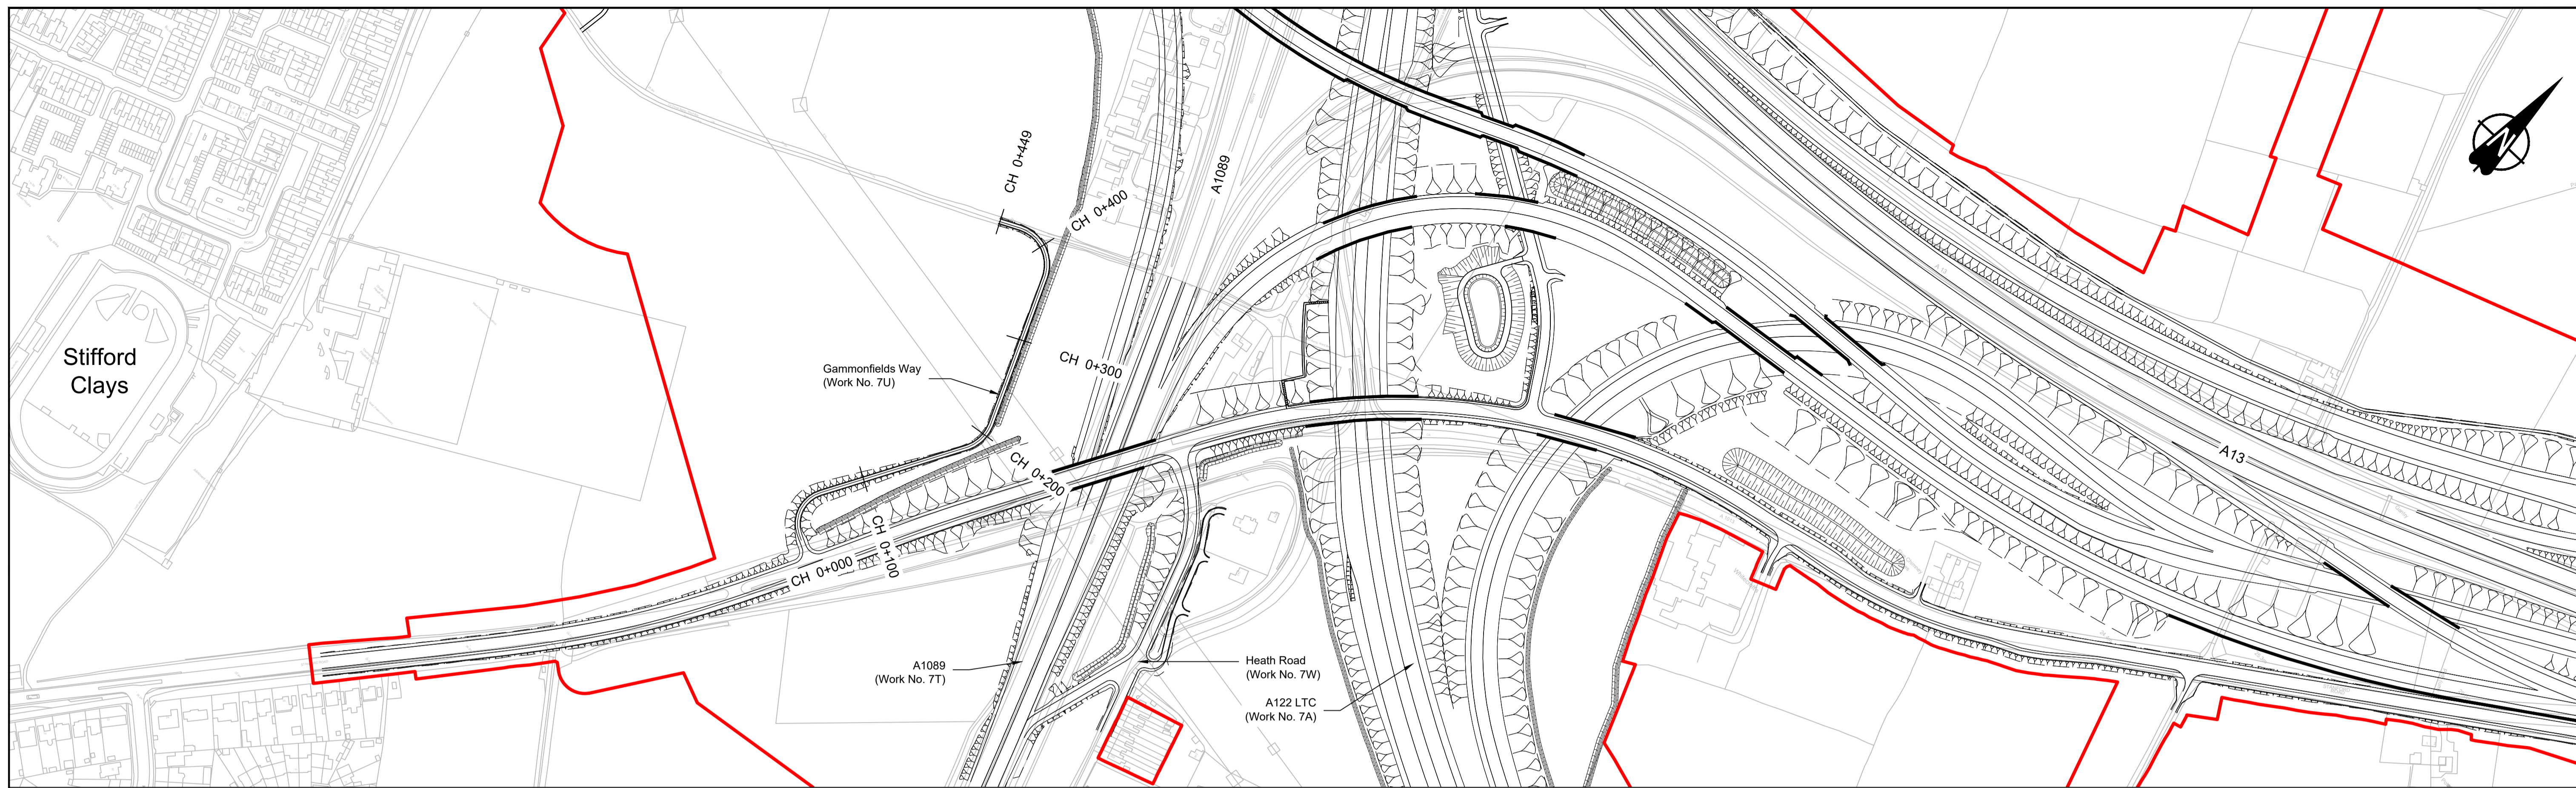 Stifford
Clays
CH 0+449
CH 0+400
A1089
CH 0+300
Gammonfields Way
(Work No. 7U)
CH 0+200
CH 0+100
CH 0+000
A1089
(Work No. 7T)
Heath Road
(Work No. 7W)
A122 LTC
(Work No. 7A)
A13
N